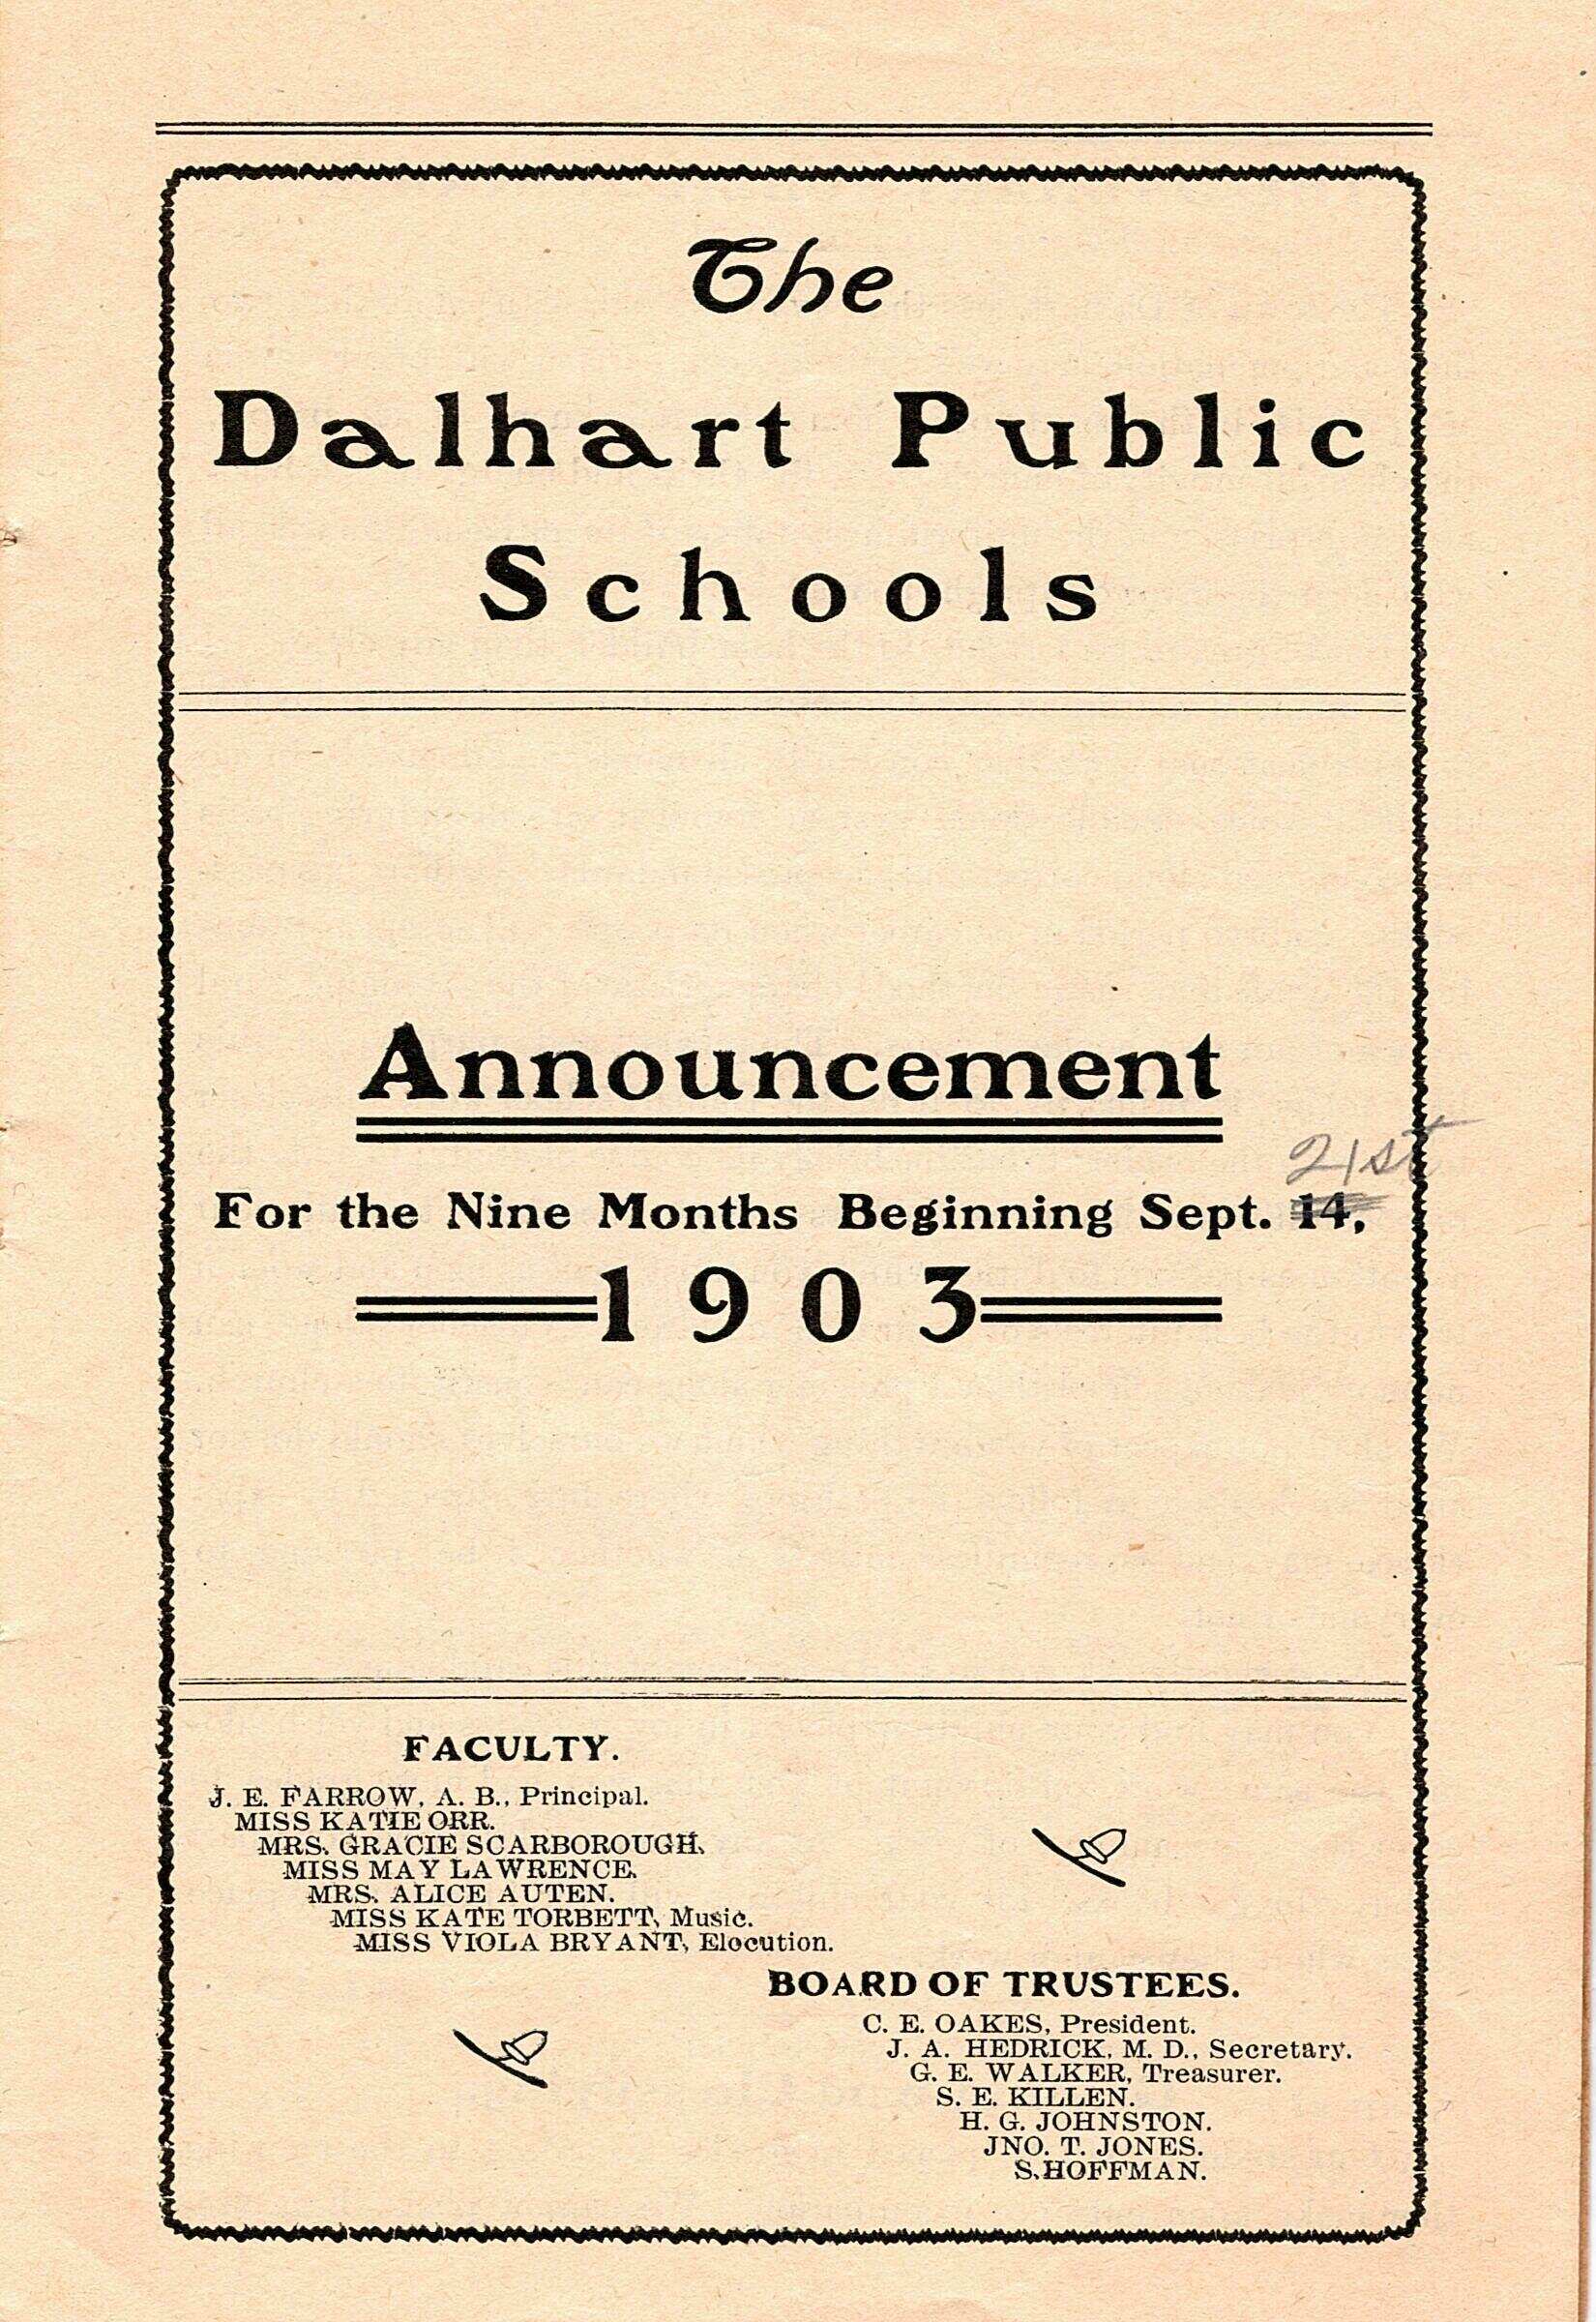 The
Dalhart Public
Schools
Announcement
21st
For the Nine Months Beginning Sept. 14,
1903
FACULTY.
J. E. FARROW, A. B., Principal.
MISS KATIE ORR.
MRS. GRACIE SCARBOROUGH.
MISS MAY LAWRENCE.
MRS. ALICE AUTEN.
MISS KATE TORBETT, Music.
MISS VIOLA BRYANT, Elocution.
BOARD OF TRUSTEES.
C. E. OAKES, President.
J. A. HEDRICK, M. D., Secretary.
G. E. WALKER, Treasurer.
S. E. KILLEN.
H. G. JOHNSTON.
JNO. T. JONES.
S. HOFFMAN.